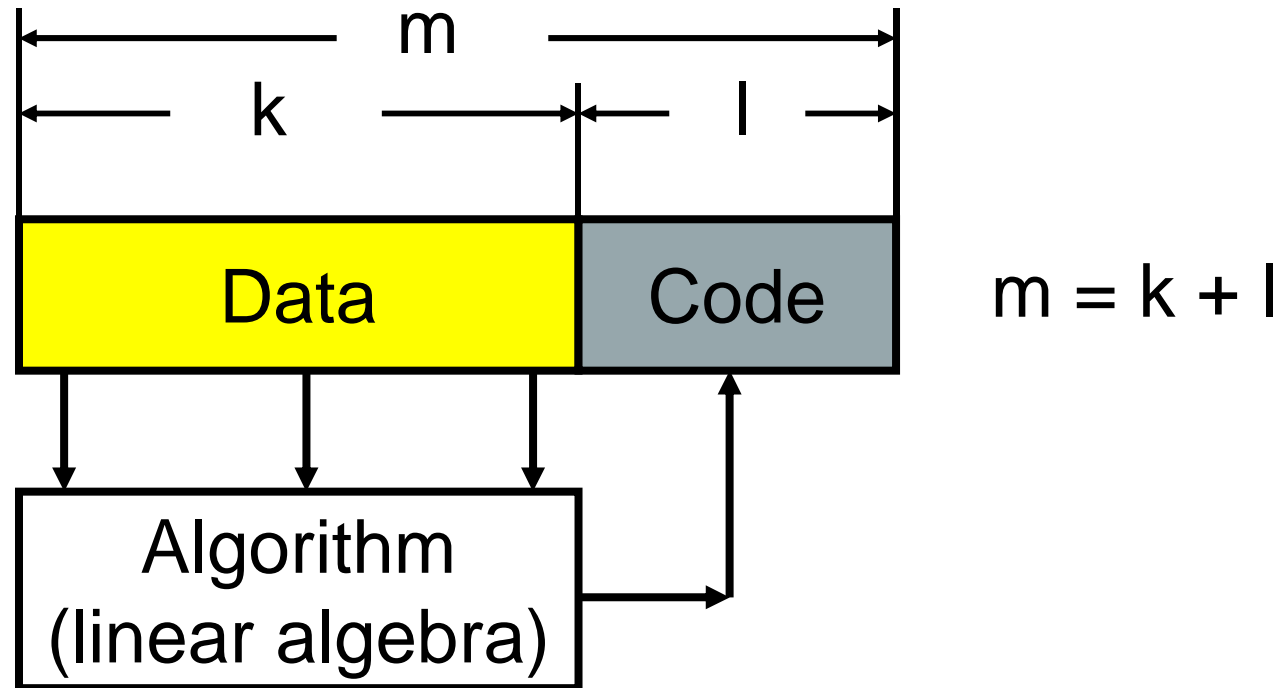 m
k l
Data Code m = k + l
Algorithm
(linear algebra)